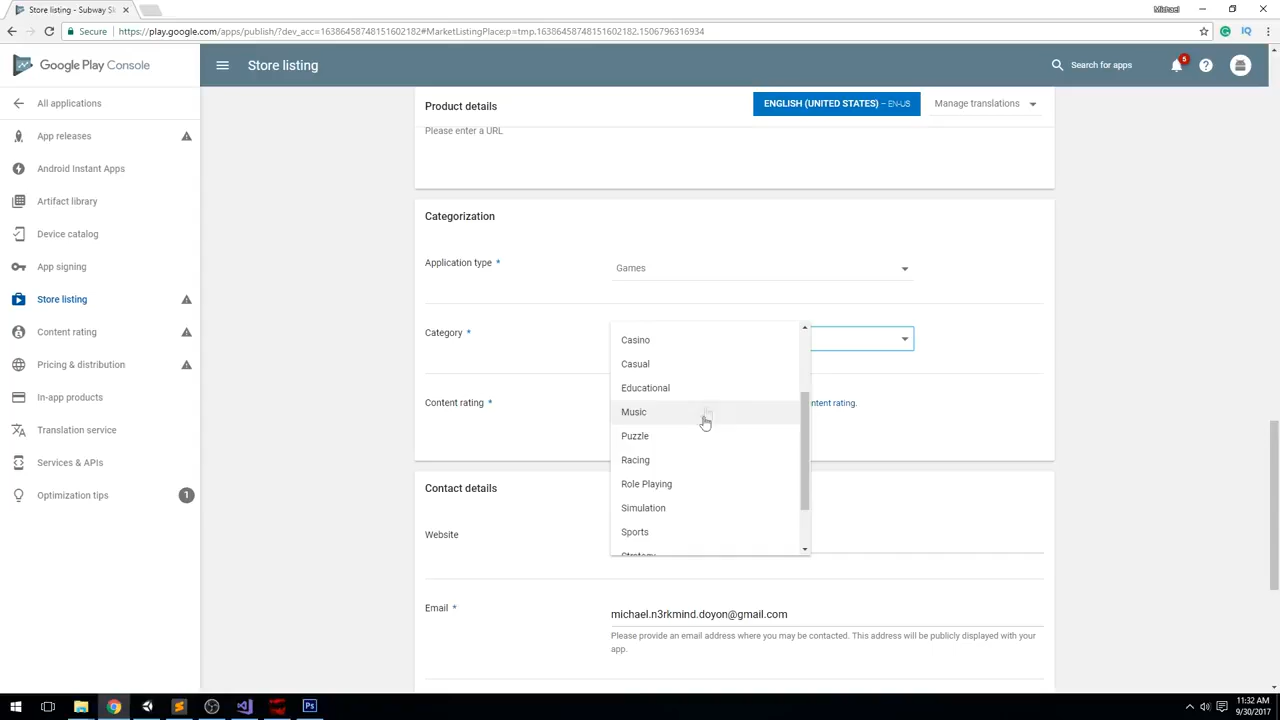 Store listing - Subway Sk
Michael
Secure
https://play.google.com/apps/publish/?dev_acc=16386458748151602182#MarketListingPlace:p=tmp.16386458748151602182.1506796316934
Google Play Console
Store listing
Search for apps
5
All applications
App releases
Android Instant Apps
Artifact library
Device catalog
App signing
Store listing
Content rating
Pricing & distribution
In-app products
Translation service
Services & APIs
Optimization tips
1
Product details
ENGLISH (UNITED STATES) – EN-US
Manage translations
Please enter a URL
Categorization
Application type *
Games
Category *
Casino
Casual
Educational
Music
Puzzle
Racing
Role Playing
Simulation
Sports
Strategy
Content rating *
ntent rating.
Contact details
Website
Email *
michael.n3rkmind.doyon@gmail.com
Please provide an email address where you may be contacted. This address will be publicly displayed with your
app.
11:32 AM
9/30/2017